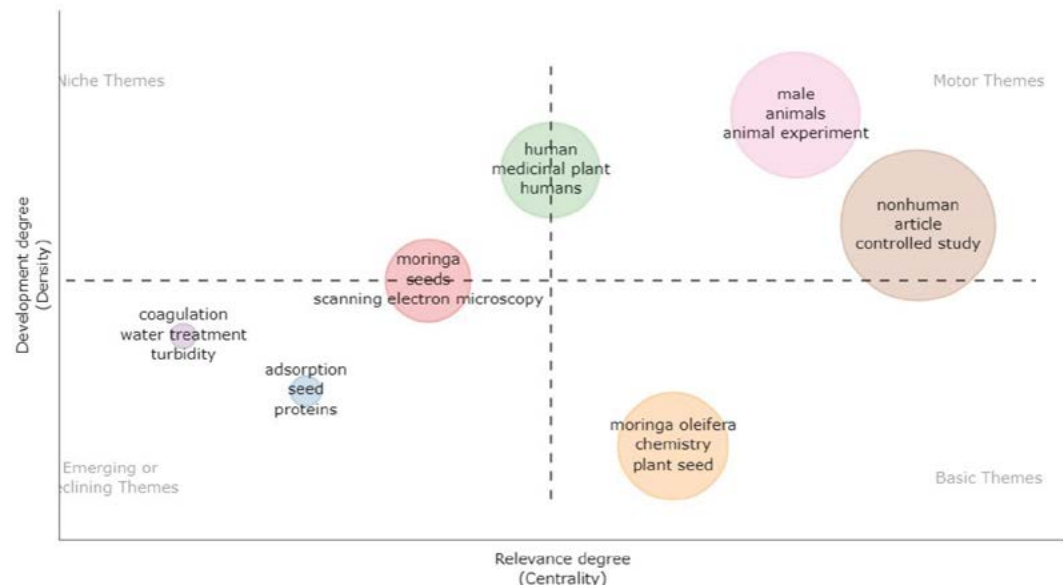 Niche Themes
Motor Themes
male
animals
animal experiment
human
medicinal plant
humans
nonhuman
article
controlled study
moringa
seeds
scanning electron microscopy
coagulation
water treatment
turbidity
adsorption
seed
proteins
moringa oleifera
chemistry
plant seed
Emerging or
eclining Themes
Basic Themes
Development degree
(Density)
Relevance degree
(Centrality)